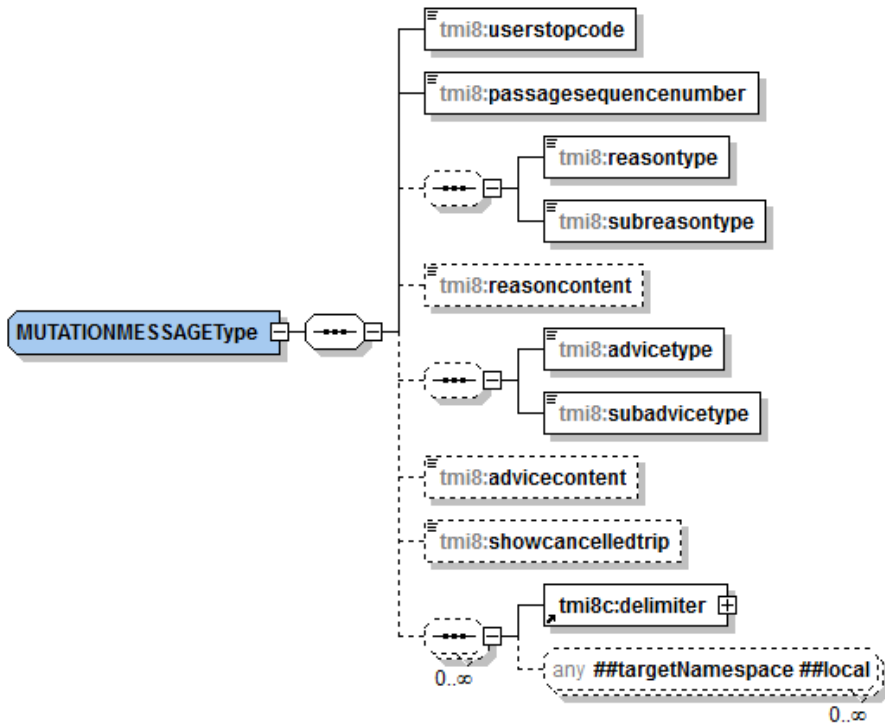 tmi8:userstopcode
tmi8:passagesequencenumber
tmi8:reasontype
tmi8:subreasontype
tmi8:reasoncontent
MUTATIONMESSAGEType
tmi8:advicetype
tmi8:subadvicetype
tmi8:advicecontent
tmi8:showcancelledtrip
tmi8c:delimiter
0..∞
any ##targetNamespace ##local
0..∞